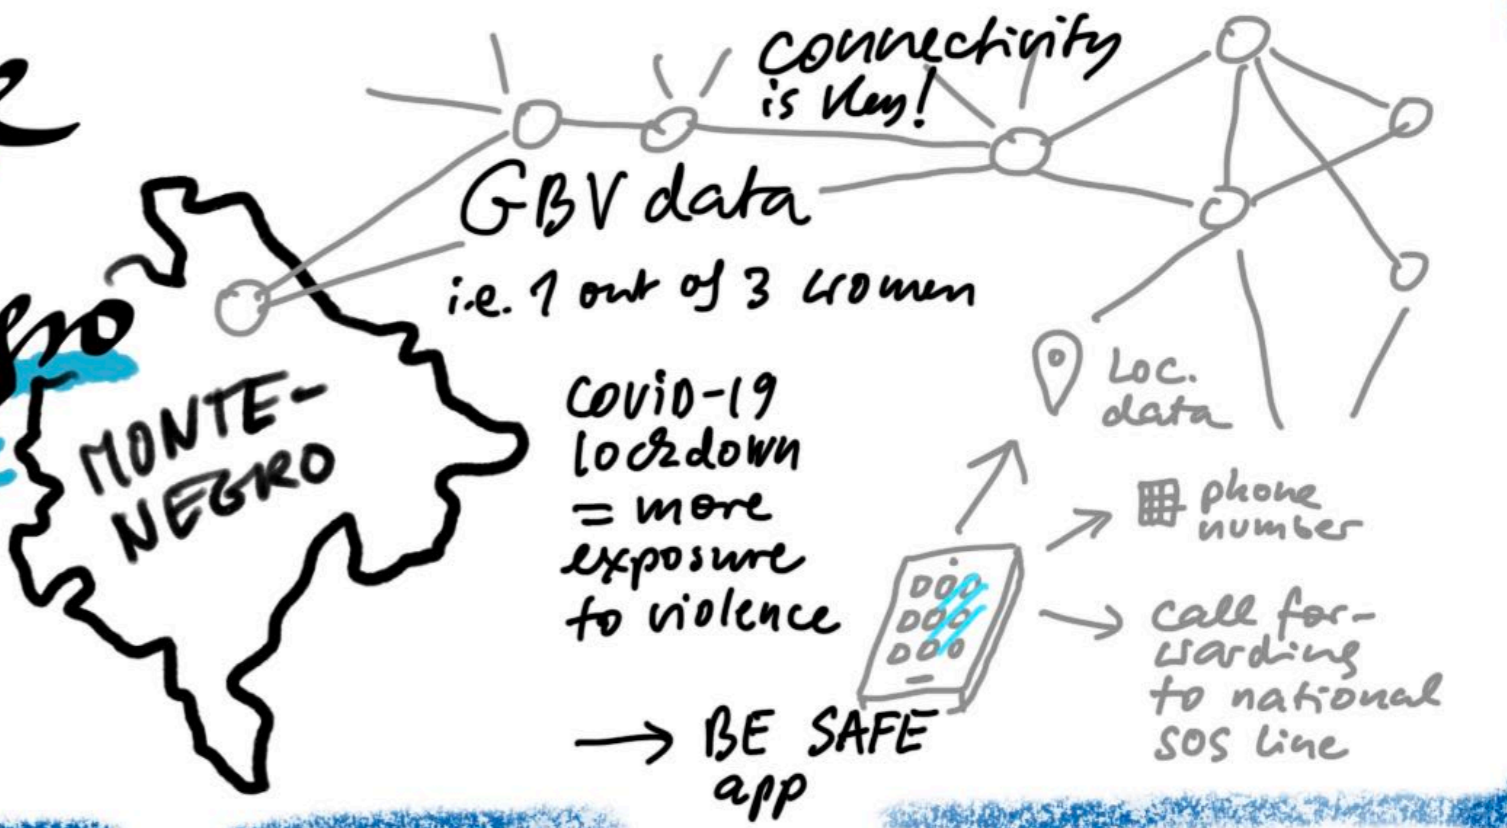 connectivity
is key!
GBV data
i.e. 1 out of 3 women
MONTE-
NEGRO
COVID-19
lockdown
= more
exposure
to violence
→ BE SAFE
app
Loc.
data
phone
number
call for-
warding
to national
SOS line